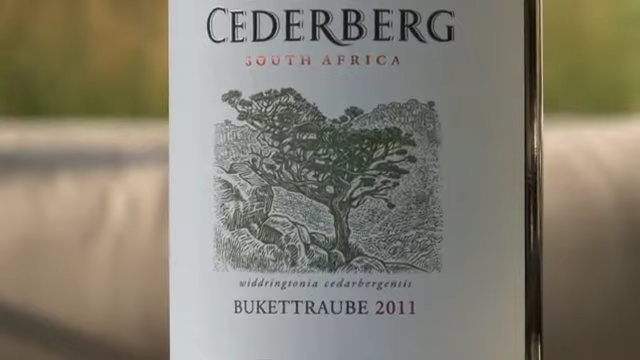 CEDERBERG
SOUTH AFRICA
widdringtonia cedarbergensis
BUKETTRAUBE 2011